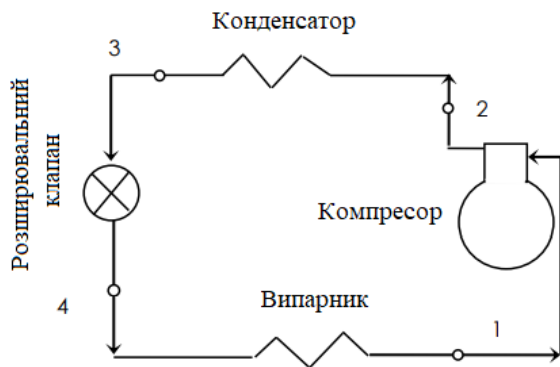 Конденсатор
3
2
Розширювальний
клапан
Компресор
4
Випарник
1